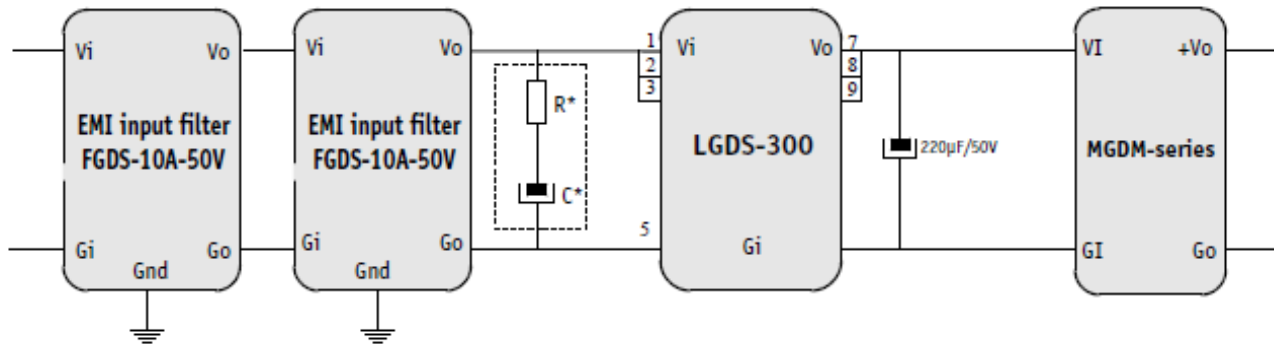 Vi Vo
EMI input filter
FGDS-10A-50V
Gi Go
Gnd
Vi Vo
EMI input filter
FGDS-10A-50V
Gi Go
Gnd
R*
C*
1
2
3
5
Vi Vo
LGDS-300
Gi
7
8
9
220µF/50V
VI +Vo
MGDM-series
GI Go